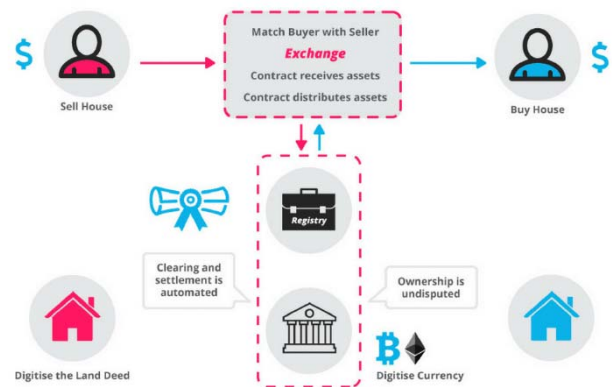 Match Buyer with Seller
Exchange
Contract receives assets
Contract distributes assets
$
Sell House
$
Buy House
Registry
Clearing and
settlement is
automated
Ownership is
undisputed
Digitise the Land Deed
Digitise Currency